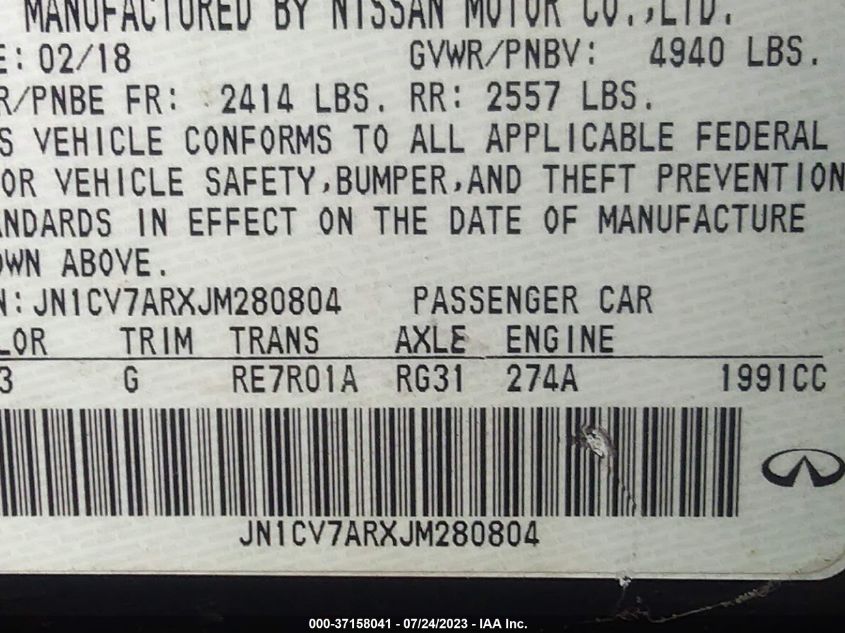 MANUFACTURED BY NISSAN MOTOR CO.,LTD.
E: 02/18 GVWR/PNBV: 4940 LBS.
R/PNBE FR: 2414 LBS. RR: 2557 LBS.
S VEHICLE CONFORMS TO ALL APPLICABLE FEDERAL
OR VEHICLE SAFETY,BUMPER,AND THEFT PREVENTION
ANDARDS IN EFFECT ON THE DATE OF MANUFACTURE
OWN ABOVE.
N: JN1CV7ARXJM280804 PASSENGER CAR
LOR TRIM TRANS AXLE ENGINE
3 G RE7R01A RG31 274A 1991CC
JN1CV7ARXJM280804
000-37158041 - 07/24/2023 - IAA Inc.